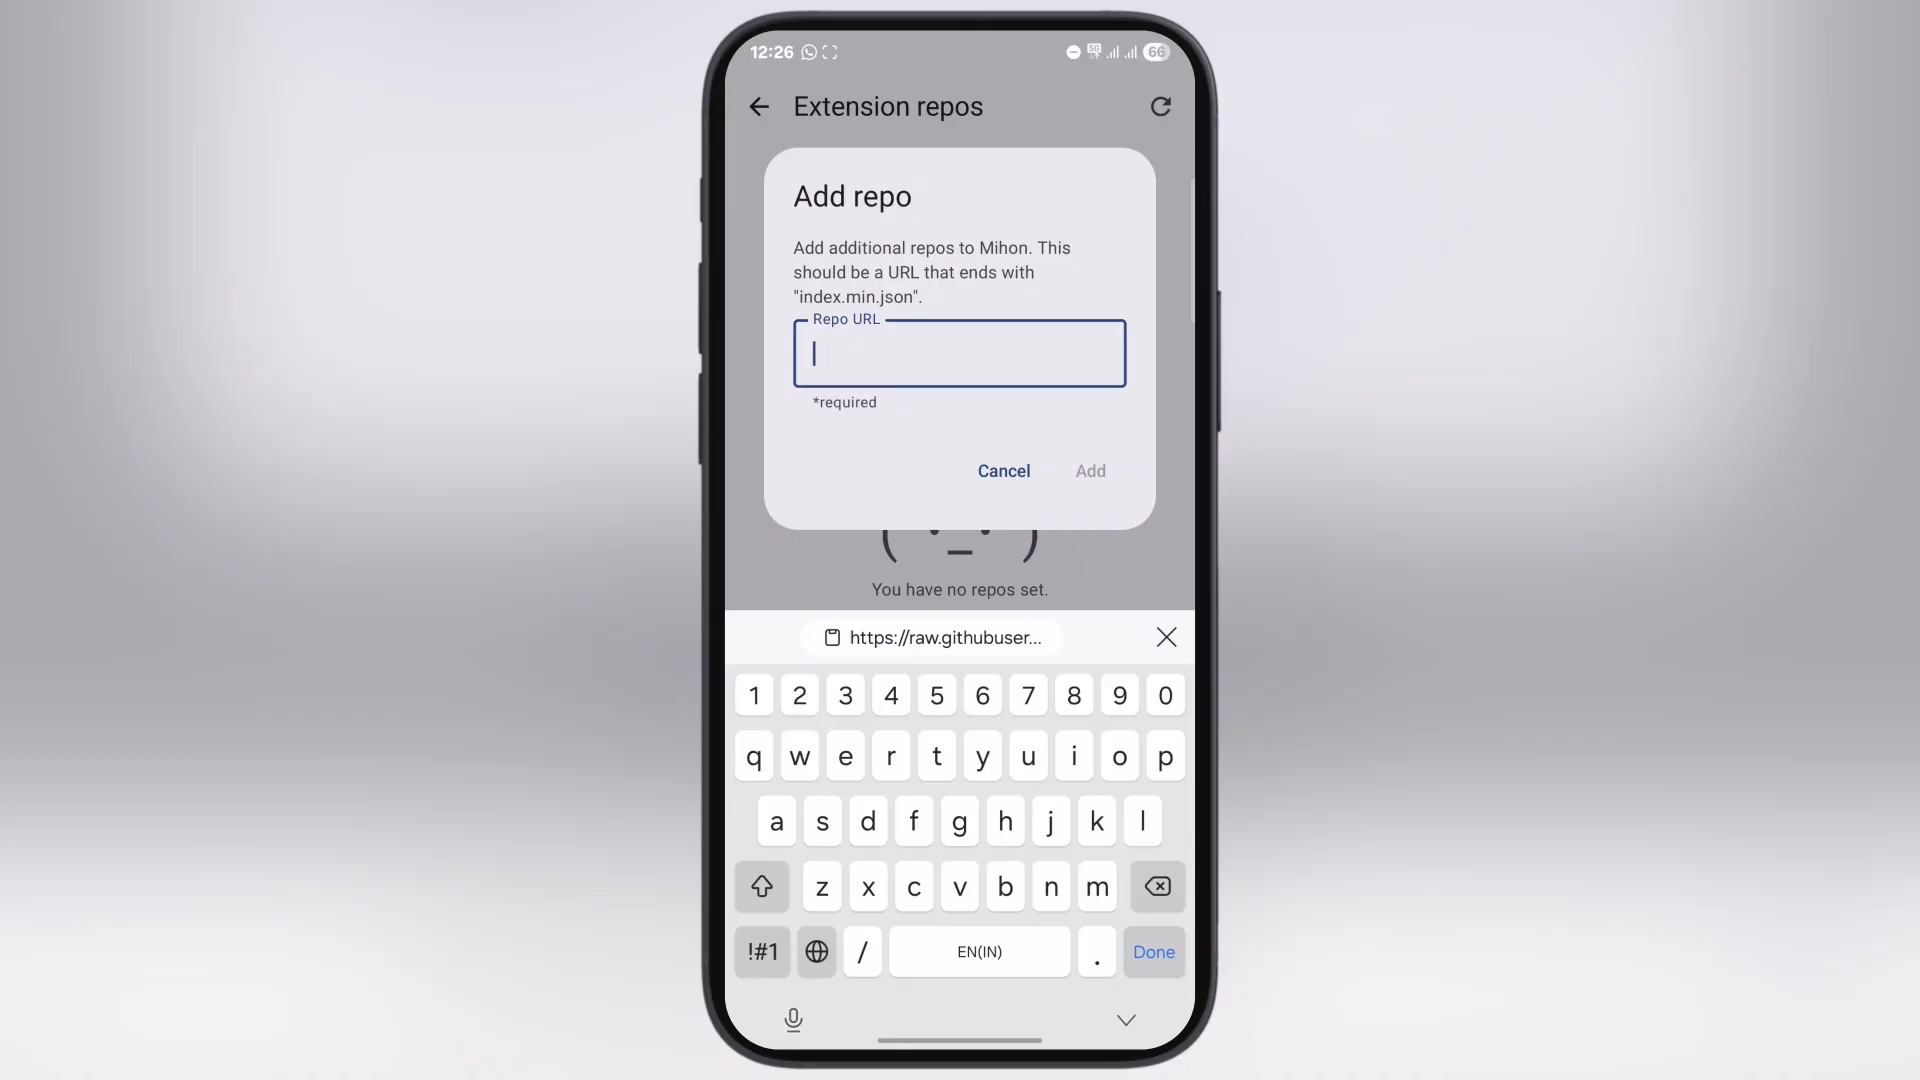 12:26
5G
66
Extension repos
Add repo
Add additional repos to Mihon. This
should be a URL that ends with
"index.min.json".
Repo URL
*required
Cancel Add
( ·_· )
You have no repos set.
https://raw.githubuser...
1 2 3 4 5 6 7 8 9 0
q w e r t y u i o p
a s d f g h j k l
z x c v b n m
!#1 / EN(IN) . Done